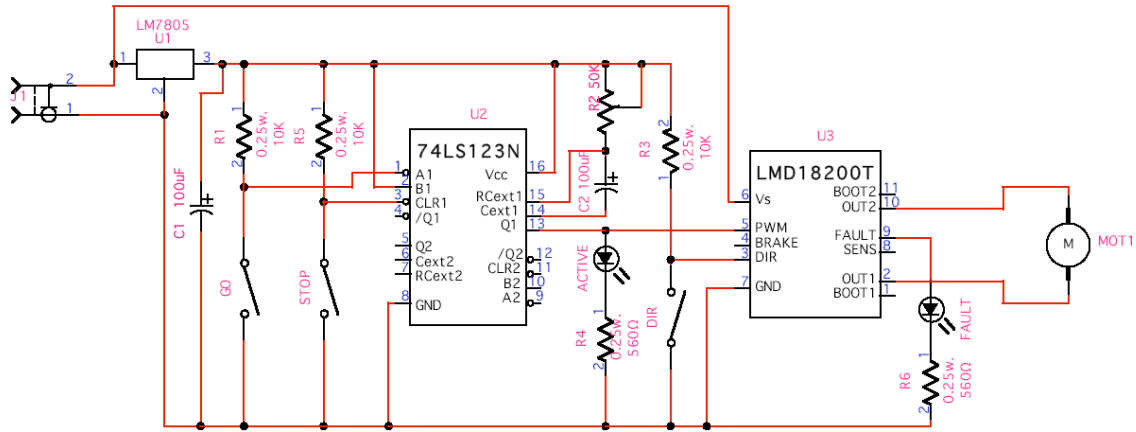 LM7805
U1
1
3
2
J1
2
1
R1
0.25w.
10K
1
2
R5
0.25w.
10K
1
2
C1 100uF
GO
STOP
U2
74LS123N
1 A1
2 B1
3 CLR1
4 /Q1
5 Q2
6 Cext2
7 RCext2
8 GND
Vcc 16
RCext1 15
Cext1 14
Q1 13
/Q2 12
CLR2 11
B2 10
A2 9
R2 50K
C2 100uF
R3
0.25w.
10K
2
1
ACTIVE
R4
0.25w.
560Ω
1
2
DIR
U3
LMD18200T
6 Vs
5 PWM
4 BRAKE
3 DIR
7 GND
BOOT2 11
OUT2 10
FAULT 9
SENS 8
OUT1 2
BOOT1 1
M
MOT1
FAULT
R6
0.25w.
560Ω
1
2